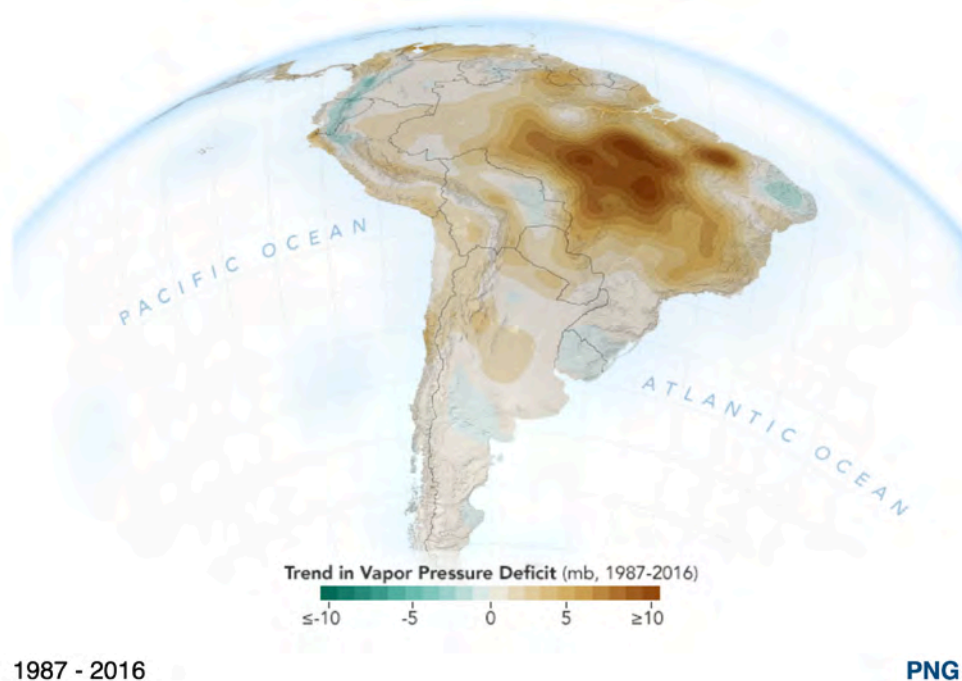 PACIFIC OCEAN
ATLANTIC OCEAN
Trend in Vapor Pressure Deficit (mb, 1987-2016)
≤-10 -5 0 5 ≥10
1987 - 2016 PNG